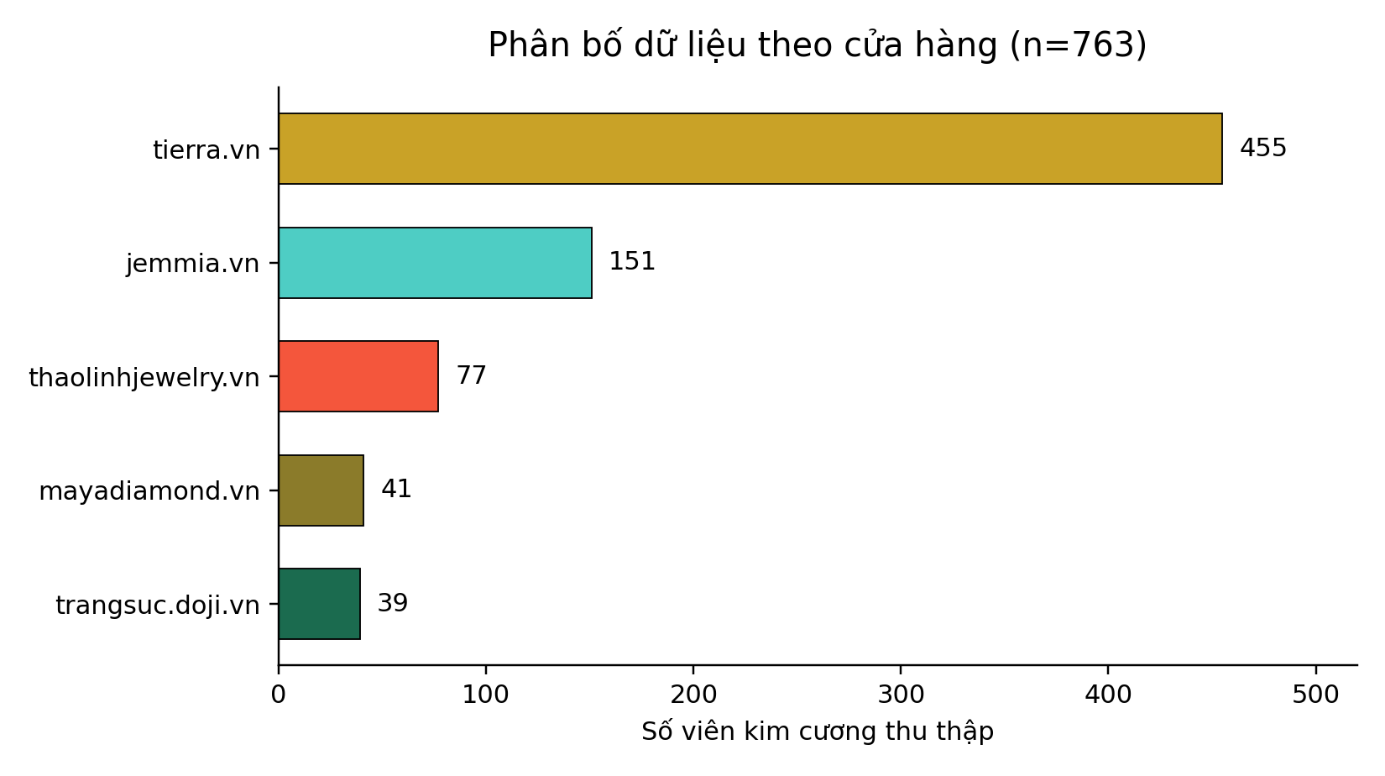 Phân bố dữ liệu theo cửa hàng (n=763)
tierra.vn
455
jemmia.vn
151
thaolinhjewelry.vn
77
mayadiamond.vn
41
trangsuc.doji.vn
39
0 100 200 300 400 500
Số viên kim cương thu thập